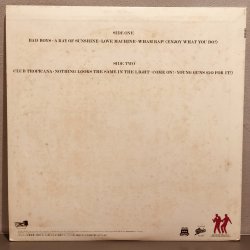 SIDE ONE
BAD BOYS · A RAY OF SUNSHINE · LOVE MACHINE · WHAM RAP! (ENJOY WHAT YOU DO?)
SIDE TWO
CLUB TROPICANA · NOTHING LOOKS THE SAME IN THE LIGHT · COME ON! · YOUNG GUNS (GO FOR IT!)